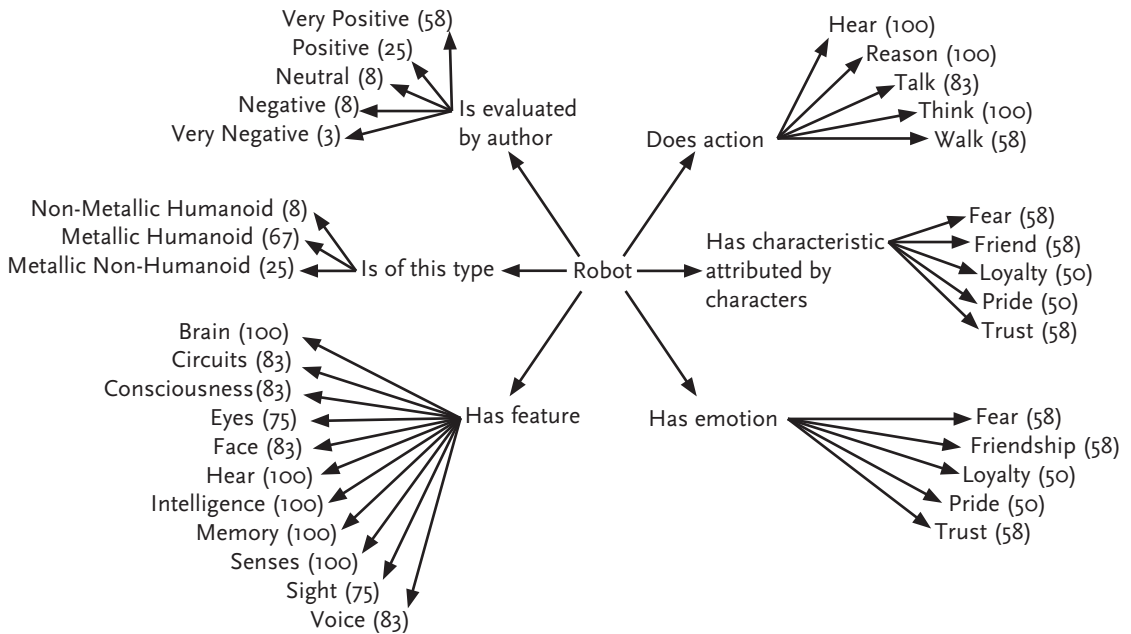 Very Positive (58)
Positive (25)
Neutral (8)
Negative (8)
Very Negative (3)
Is evaluated
by author
Hear (100)
Reason (100)
Talk (83)
Think (100)
Walk (58)
Does action
Non-Metallic Humanoid (8)
Metallic Humanoid (67)
Metallic Non-Humanoid (25)
Is of this type
Robot
Has characteristic
attributed by
characters
Fear (58)
Friend (58)
Loyalty (50)
Pride (50)
Trust (58)
Brain (100)
Circuits (83)
Consciousness(83)
Eyes (75)
Face (83)
Hear (100)
Intelligence (100)
Memory (100)
Senses (100)
Sight (75)
Voice (83)
Has feature
Has emotion
Fear (58)
Friendship (58)
Loyalty (50)
Pride (50)
Trust (58)